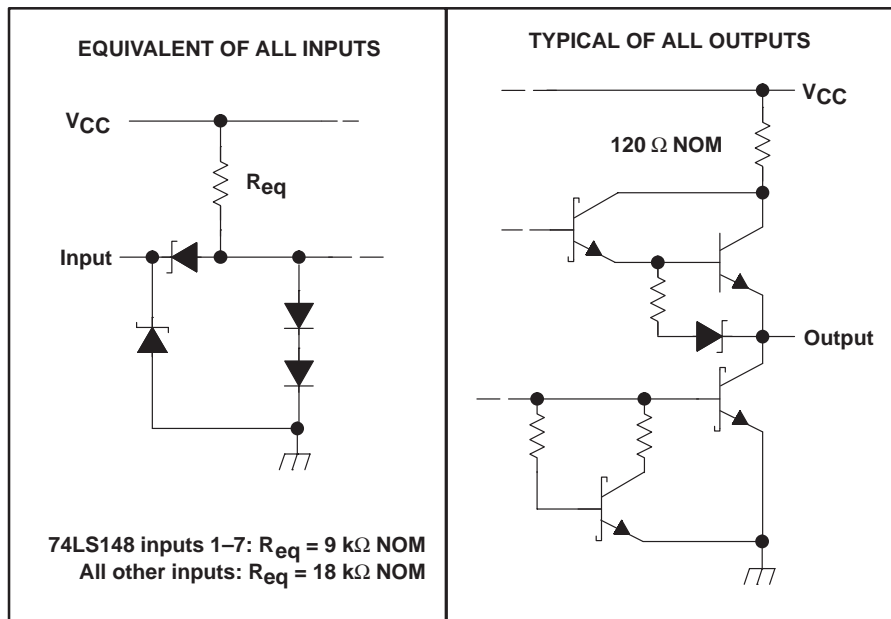 EQUIVALENT OF ALL INPUTS
VCC
Req
Input
74LS148 inputs 1–7: Req = 9 kΩ NOM
All other inputs: Req = 18 kΩ NOM
TYPICAL OF ALL OUTPUTS
VCC
120 Ω NOM
Output